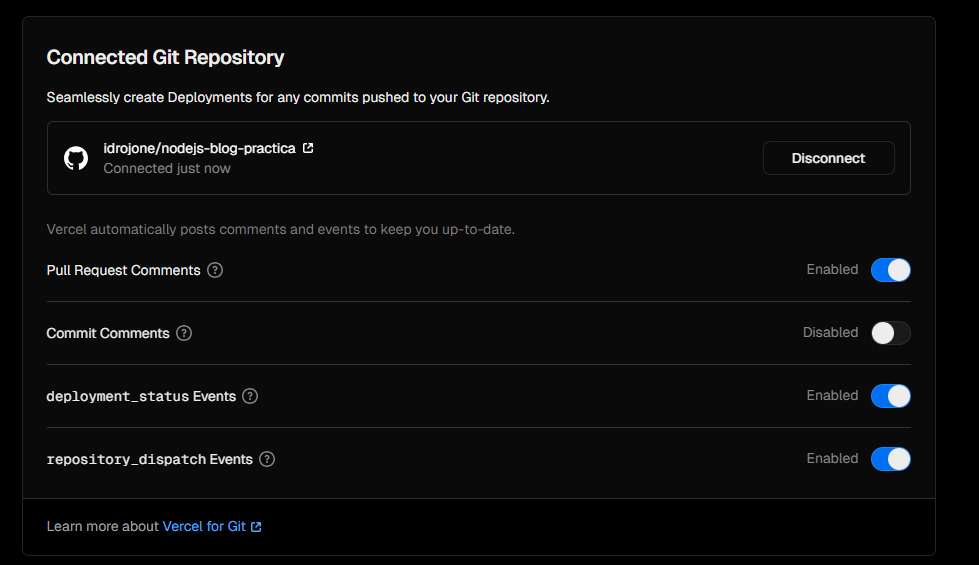 Connected Git Repository
Seamlessly create Deployments for any commits pushed to your Git repository.
idrojone/nodejs-blog-practica
Connected just now
Disconnect
Vercel automatically posts comments and events to keep you up-to-date.
Pull Request Comments ?
Enabled
Commit Comments ?
Disabled
deployment_status Events ?
Enabled
repository_dispatch Events ?
Enabled
Learn more about Vercel for Git